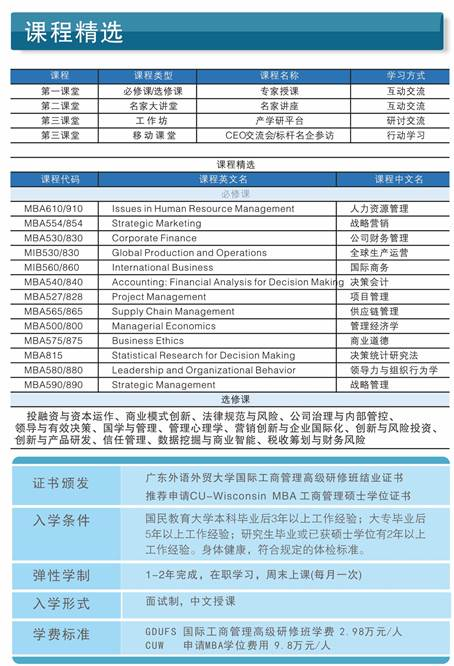 课程精选
课程 课程类型 课程名称 学习方式
第一课堂 必修课/选修课 专家授课 互动交流
第二课堂 名家大讲堂 名家讲座 互动交流
第三课堂 工作坊 产学研平台 研讨交流
第三课堂 移动课堂 CEO交流会/标杆名企参访 行动学习
课程精选
课程代码 课程英文名 课程中文名
必修课
MBA610/910 Issues in Human Resource Management 人力资源管理
MBA554/854 Strategic Marketing 战略营销
MBA530/830 Corporate Finance 公司财务管理
MIB530/830 Global Production and Operations 全球生产运营
MIB560/860 International Business 国际商务
MBA540/840 Accounting: Financial Analysis for Decision Making 决策会计
MBA527/828 Project Management 项目管理
MBA565/865 Supply Chain Management 供应链管理
MBA500/800 Managerial Economics 管理经济学
MBA575/875 Business Ethics 商业道德
MBA815 Statistical Research for Decision Making 决策统计研究法
MBA580/880 Leadership and Organizational Behavior 领导力与组织行为学
MBA590/890 Strategic Management 战略管理
选修课
投融资与资本运作、商业模式创新、法律规范与风险、公司治理与内部管控、
领导与有效决策、国学与管理、管理心理学、营销创新与企业国际化、创新与风险投资、
创新与产品研发、信任管理、数据挖掘与商业智能、税收筹划与财务风险
证书颁发 广东外语外贸大学国际工商管理高级研修班结业证书
推荐申请CU-Wisconsin MBA 工商管理硕士学位证书
入学条件 国民教育大学本科毕业后3年以上工作经验；大专毕业后
5年以上工作经验；研究生毕业或已获硕士学位有2年以上
工作经验。身体健康，符合规定的体检标准。
弹性学制 1-2年完成，在职学习，周末上课(每月一次)
入学形式 面试制，中文授课
学费标准 GDUFS 国际工商管理高级研修班学费 2.98万元/人
CUW 申请MBA学位费用 9.8万元/人